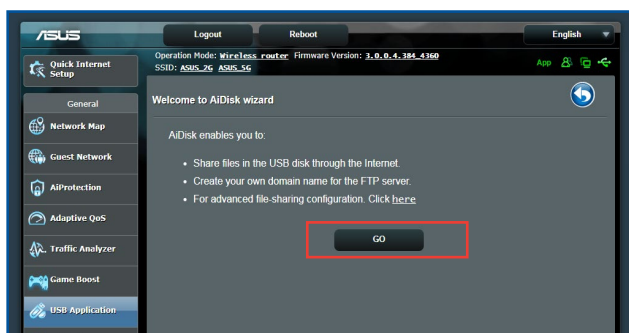 ASUS
Logout
Reboot
English
Quick Internet
Setup
Operation Mode: Wireless router Firmware Version: 3.0.0.4.384_4360
SSID: ASUS_2G ASUS_5G
App
General
Welcome to AiDisk wizard
Network Map
AiDisk enables you to:
Guest Network
Share files in the USB disk through the Internet.
Create your own domain name for the FTP server.
AiProtection
For advanced file-sharing configuration. Click here
Adaptive QoS
GO
Traffic Analyzer
Game Boost
USB Application